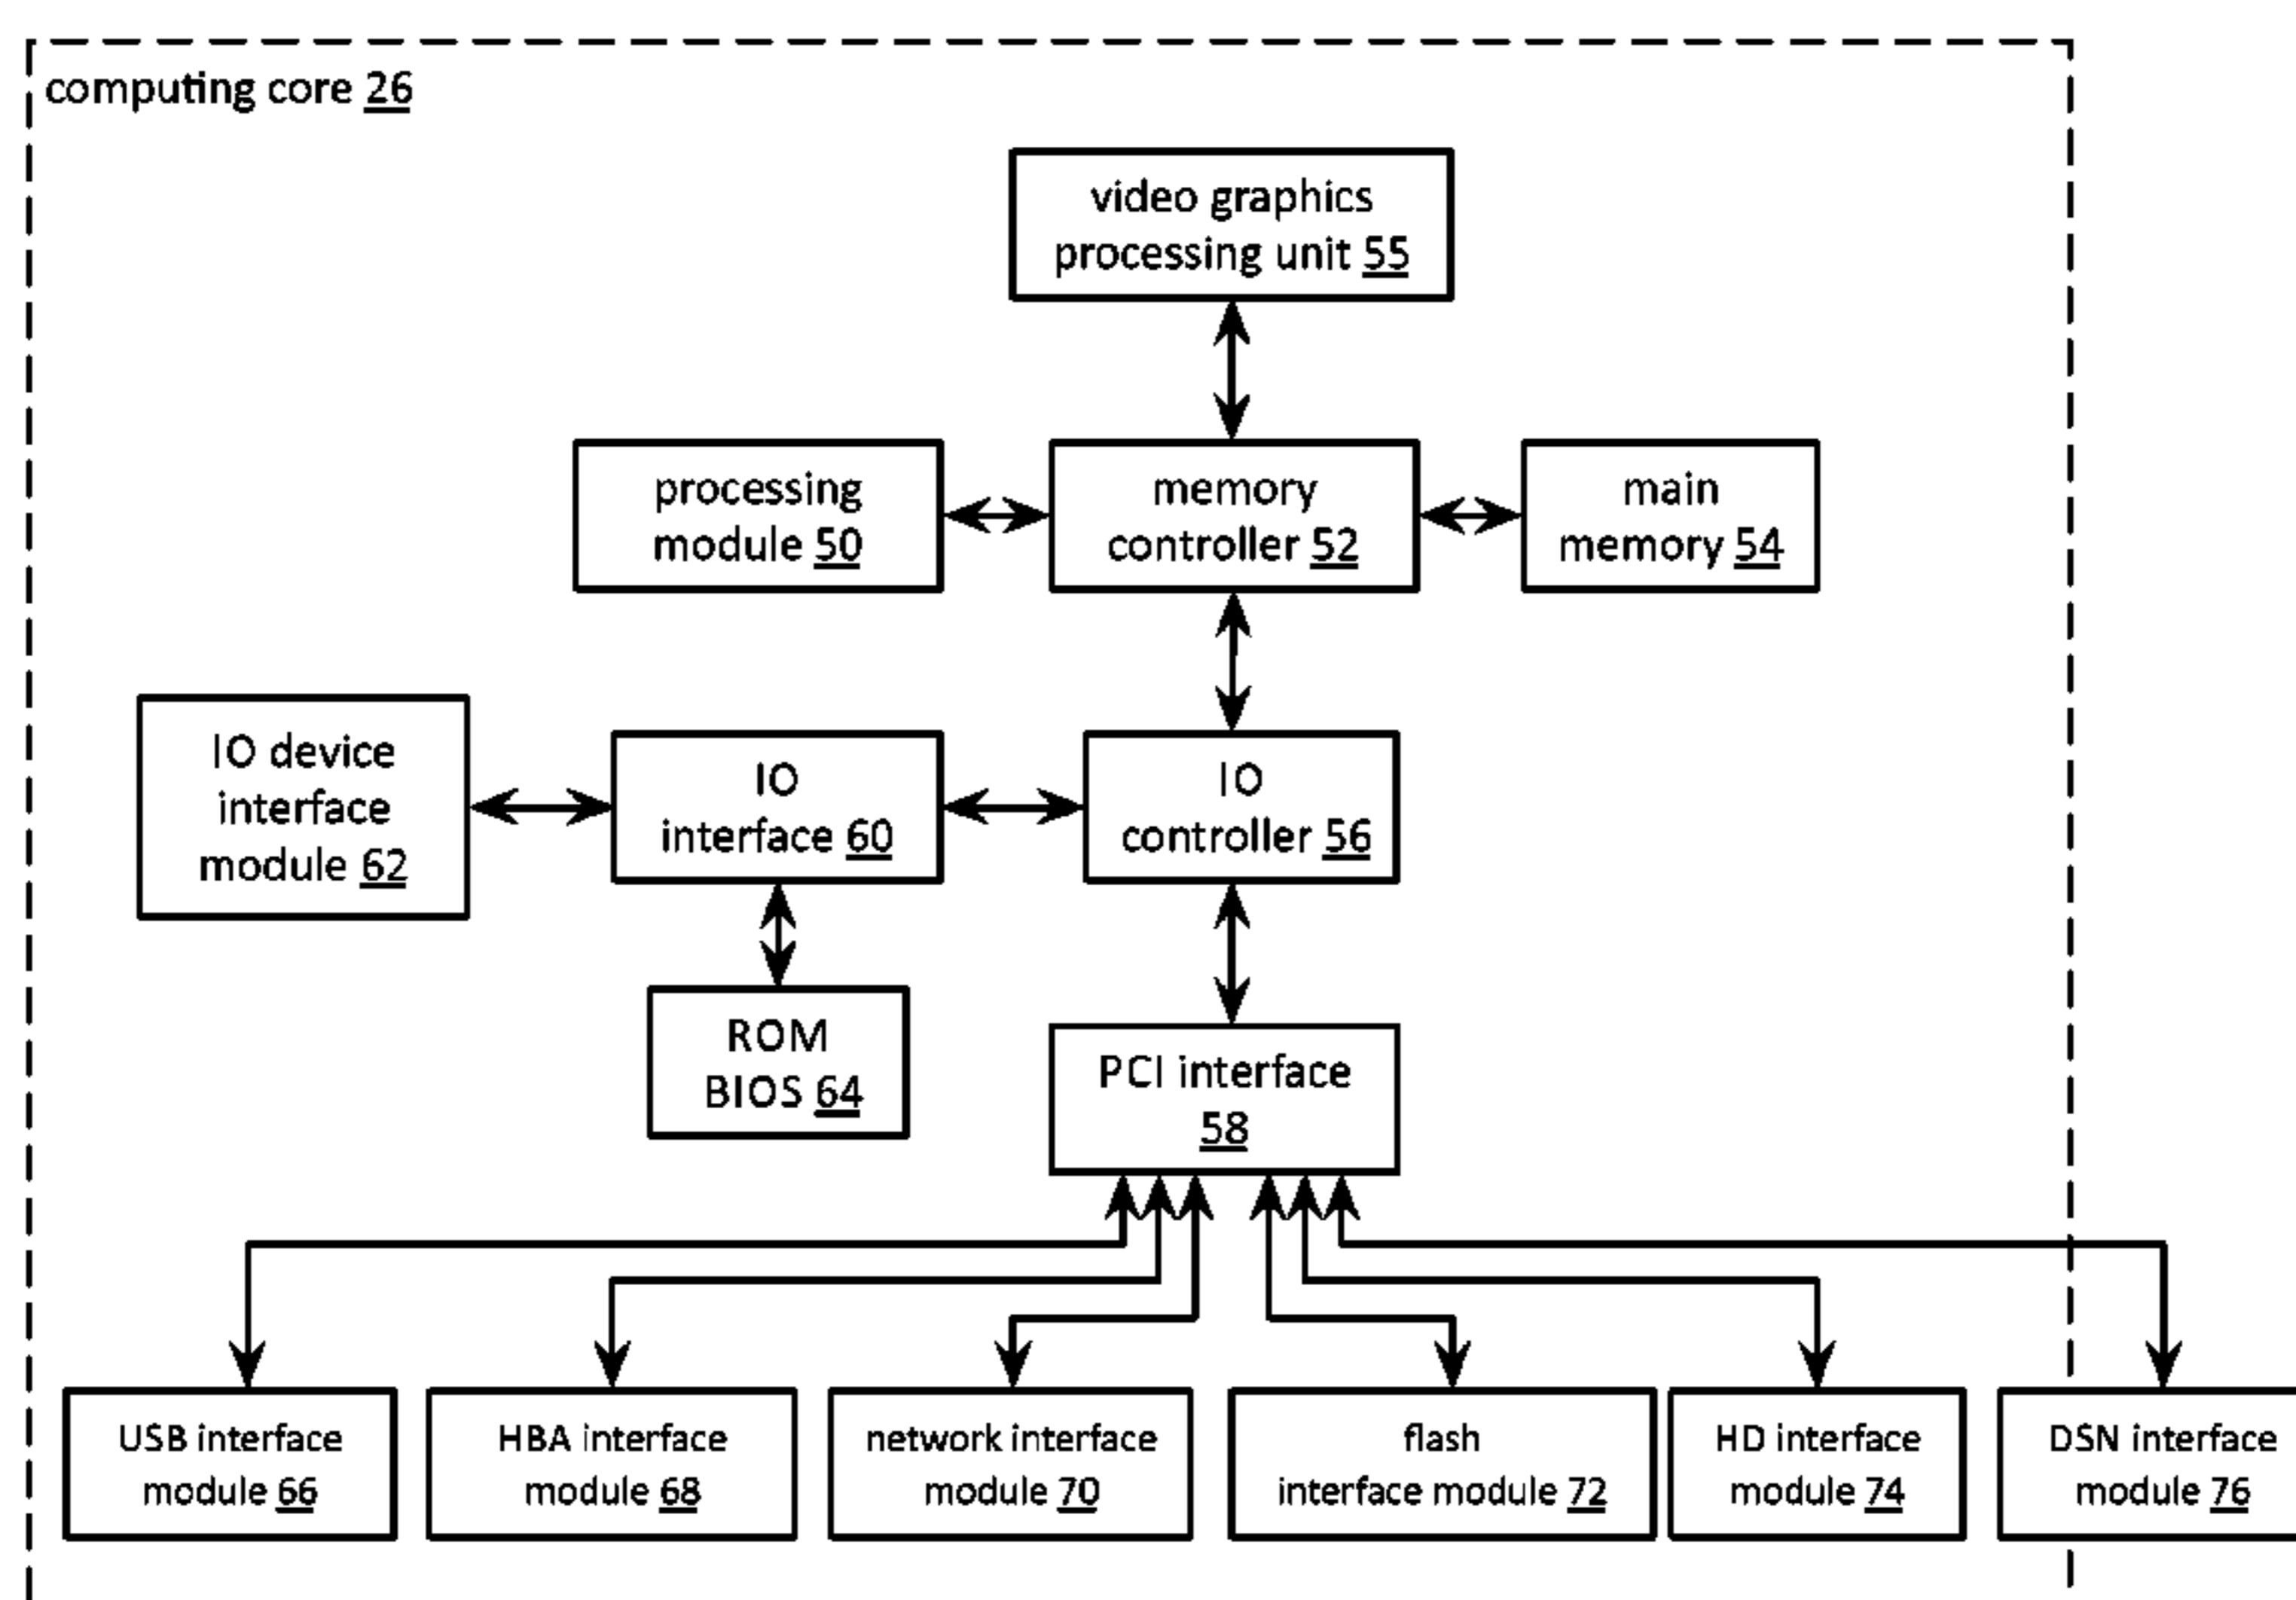 computing core 26
video graphics
processing unit 55
processing
module 50
memory
controller 52
main
memory 54
IO device
interface
module 62
IO
interface 60
IO
controller 56
ROM
BIOS 64
PCI interface
58
USB interface
module 66
HBA interface
module 68
network interface
module 70
flash
interface module 72
HD interface
module 74
DSN interface
module 76